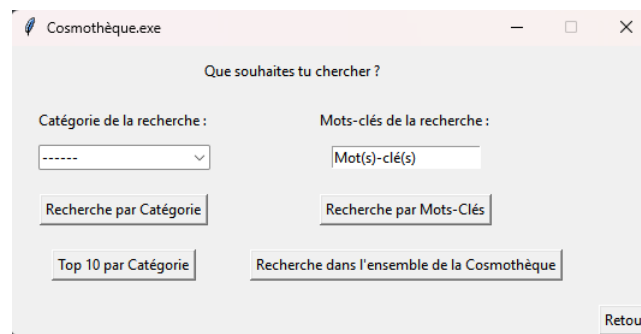 Cosmothèque.exe
Que souhaites tu chercher ?
Catégorie de la recherche :
Mots-clés de la recherche :
------
Mot(s)-clé(s)
Recherche par Catégorie
Recherche par Mots-Clés
Top 10 par Catégorie
Recherche dans l'ensemble de la Cosmothèque
Retou